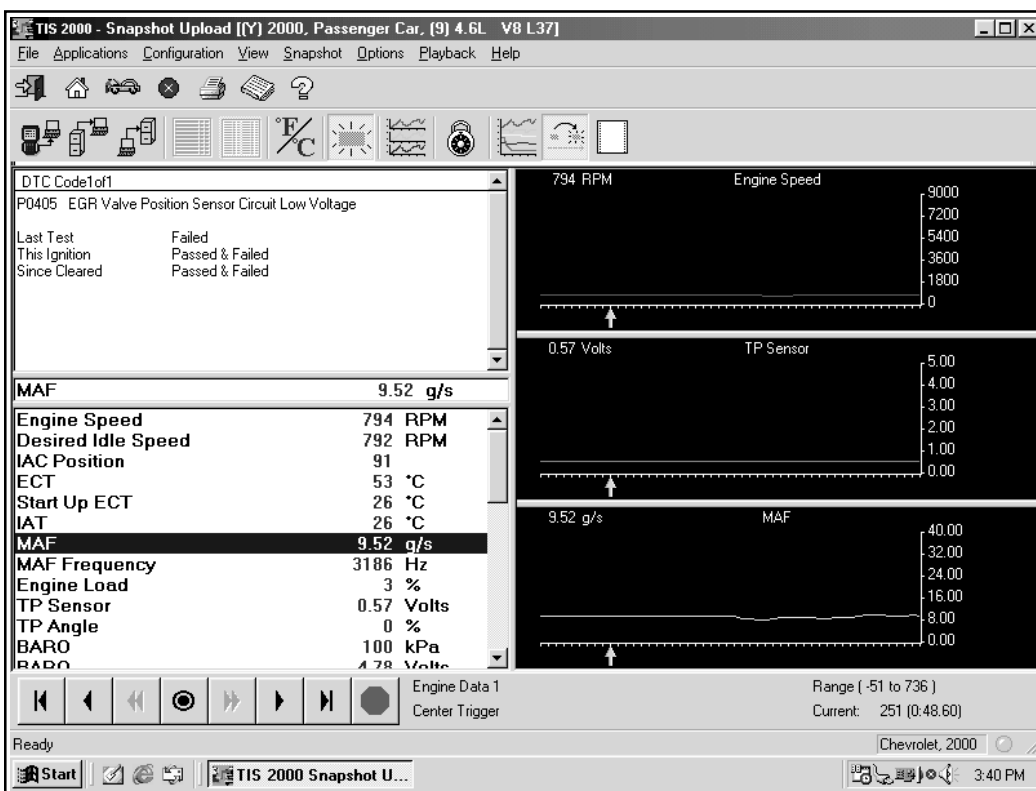 TIS 2000 - Snapshot Upload [(Y) 2000, Passenger Car, (9) 4.6L V8 L37]
File Applications Configuration View Snapshot Options Playback Help
°F/°C
DTC Code1of1
P0405 EGR Valve Position Sensor Circuit Low Voltage
Last Test Failed
This Ignition Passed & Failed
Since Cleared Passed & Failed
MAF 9.52 g/s
Engine Speed 794 RPM
Desired Idle Speed 792 RPM
IAC Position 91
ECT 53 °C
Start Up ECT 26 °C
IAT 26 °C
MAF 9.52 g/s
MAF Frequency 3186 Hz
Engine Load 3 %
TP Sensor 0.57 Volts
TP Angle 0 %
BARO 100 kPa
BARO 4.78 Volts
794 RPM Engine Speed
9000
7200
5400
3600
1800
0
0.57 Volts TP Sensor
5.00
4.00
3.00
2.00
1.00
0.00
9.52 g/s MAF
40.00
32.00
24.00
16.00
8.00
0.00
Engine Data 1
Center Trigger
Range ( -51 to 736 )
Current: 251 (0:48.60)
Ready
Chevrolet, 2000
Start
TIS 2000 Snapshot U...
3:40 PM